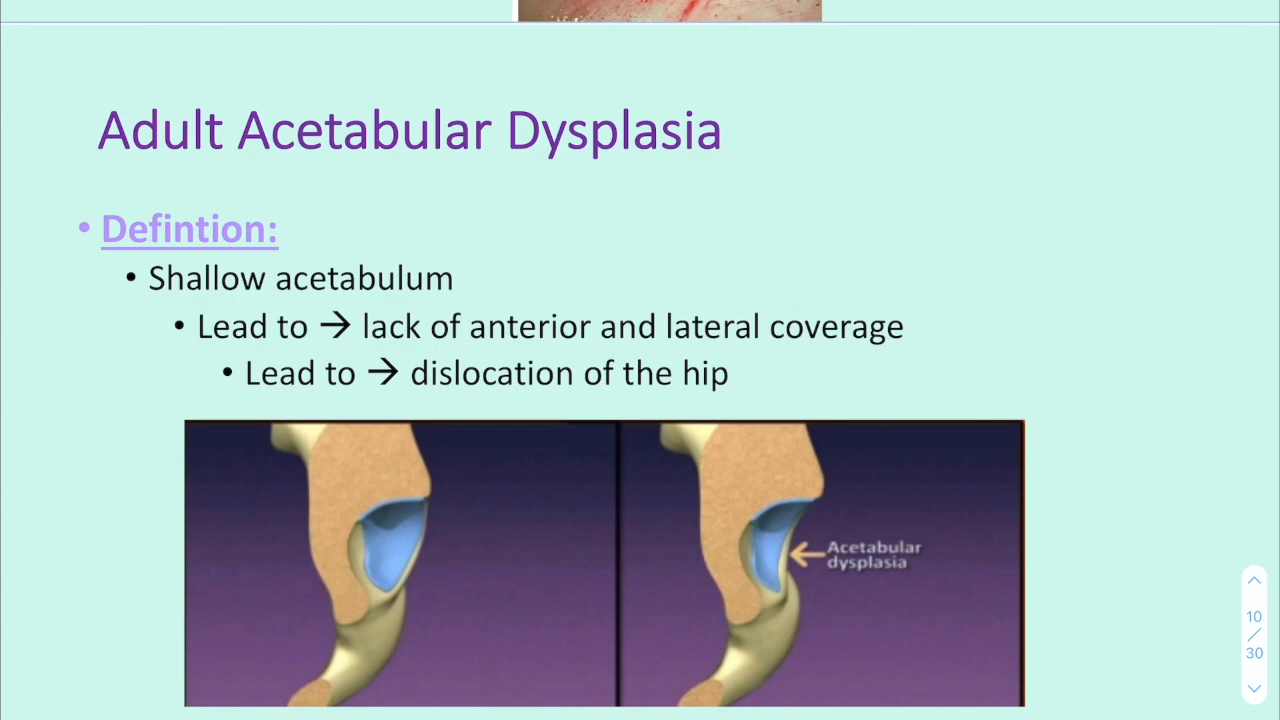 Adult Acetabular Dysplasia
• Defintion:
• Shallow acetabulum
• Lead to → lack of anterior and lateral coverage
• Lead to → dislocation of the hip
Acetabular
dysplasia
10
/
30